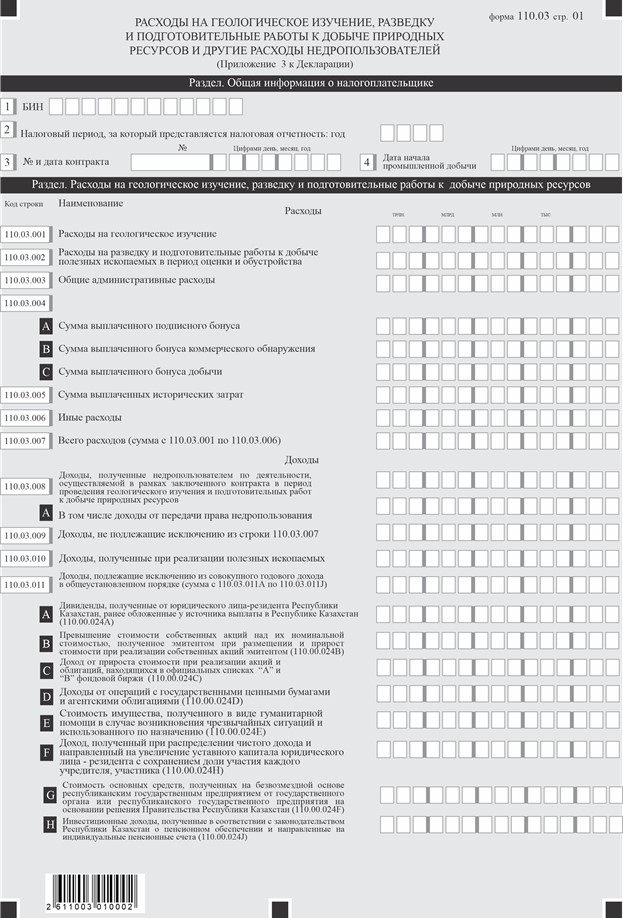 форма 110.03 стр. 01
РАСХОДЫ НА ГЕОЛОГИЧЕСКОЕ ИЗУЧЕНИЕ, РАЗВЕДКУ
И ПОДГОТОВИТЕЛЬНЫЕ РАБОТЫ К ДОБЫЧЕ ПРИРОДНЫХ
РЕСУРСОВ И ДРУГИЕ РАСХОДЫ НЕДРОПОЛЬЗОВАТЕЛЕЙ
(Приложение 3 к Декларации)
Раздел. Общая информация о налогоплательщике
1 БИН
2 Налоговый период, за который представляется налоговая отчетность: год
№ Цифрами день, месяц, год Цифрами день, месяц, год
3 № и дата контракта 4 Дата начала
промышленной добычи
Раздел. Расходы на геологическое изучение, разведку и подготовительные работы к добыче природных ресурсов
Код строки Наименование
Расходы
трлн млрд млн тыс.
110.03.001 Расходы на геологическое изучение
110.03.002 Расходы на разведку и подготовительные работы к добыче
полезных ископаемых в период оценки и обустройства
110.03.003 Общие административные расходы
110.03.004
A Сумма выплаченного подписного бонуса
B Сумма выплаченного бонуса коммерческого обнаружения
C Сумма выплаченного бонуса добычи
110.03.005 Сумма выплаченных исторических затрат
110.03.006 Иные расходы
110.03.007 Всего расходов (сумма с 110.03.001 по 110.03.006)
Доходы
110.03.008 Доходы, полученные недропользователем по деятельности,
осуществляемой в рамках заключенного контракта в период
проведения геологического изучения и подготовительных работ
к добыче природных ресурсов
A В том числе доходы от передачи права недропользования
110.03.009 Доходы, не подлежащие исключению из строки 110.03.007
110.03.010 Доходы, полученные при реализации полезных ископаемых
110.03.011 Доходы, подлежащие исключению из совокупного годового дохода
в общеустановленном порядке (сумма с 110.03.011A по 110.03.011J)
A Дивиденды, полученные от юридического лица-резидента Республики
Казахстан, ранее обложенные у источника выплаты в Республике Казахстан
(110.00.024A)
B Превышение стоимости собственных акций над их номинальной
стоимостью, полученное эмитентом при размещении и прирост
стоимости при реализации собственных акций эмитентом (110.00.024B)
C Доход от прироста стоимости при реализации акций и
облигаций, находящихся в официальных списках "А" и
"В" фондовой биржи (110.00.024C)
D Доходы от операций с государственными ценными бумагами
и агентскими облигациями (110.00.024D)
E Стоимость имущества, полученного в виде гуманитарной
помощи в случае возникновения чрезвычайных ситуаций и
использованного по назначению (110.00.024E)
F Доход, полученный при распределении чистого дохода и
направленный на увеличение уставного капитала юридического
лица - резидента с сохранением доли участия каждого
учредителя, участника (110.00.024H)
G Стоимость основных средств, полученных на безвозмездной основе
республиканским государственным предприятием от государственного
органа или республиканского государственного предприятия на
основании решения Правительства Республики Казахстан (110.00.024F)
H Инвестиционные доходы, полученные в соответствии с законодательством
Республики Казахстан о пенсионном обеспечении и направленные на
индивидуальные пенсионные счета (110.00.024J)
2 611003 010002